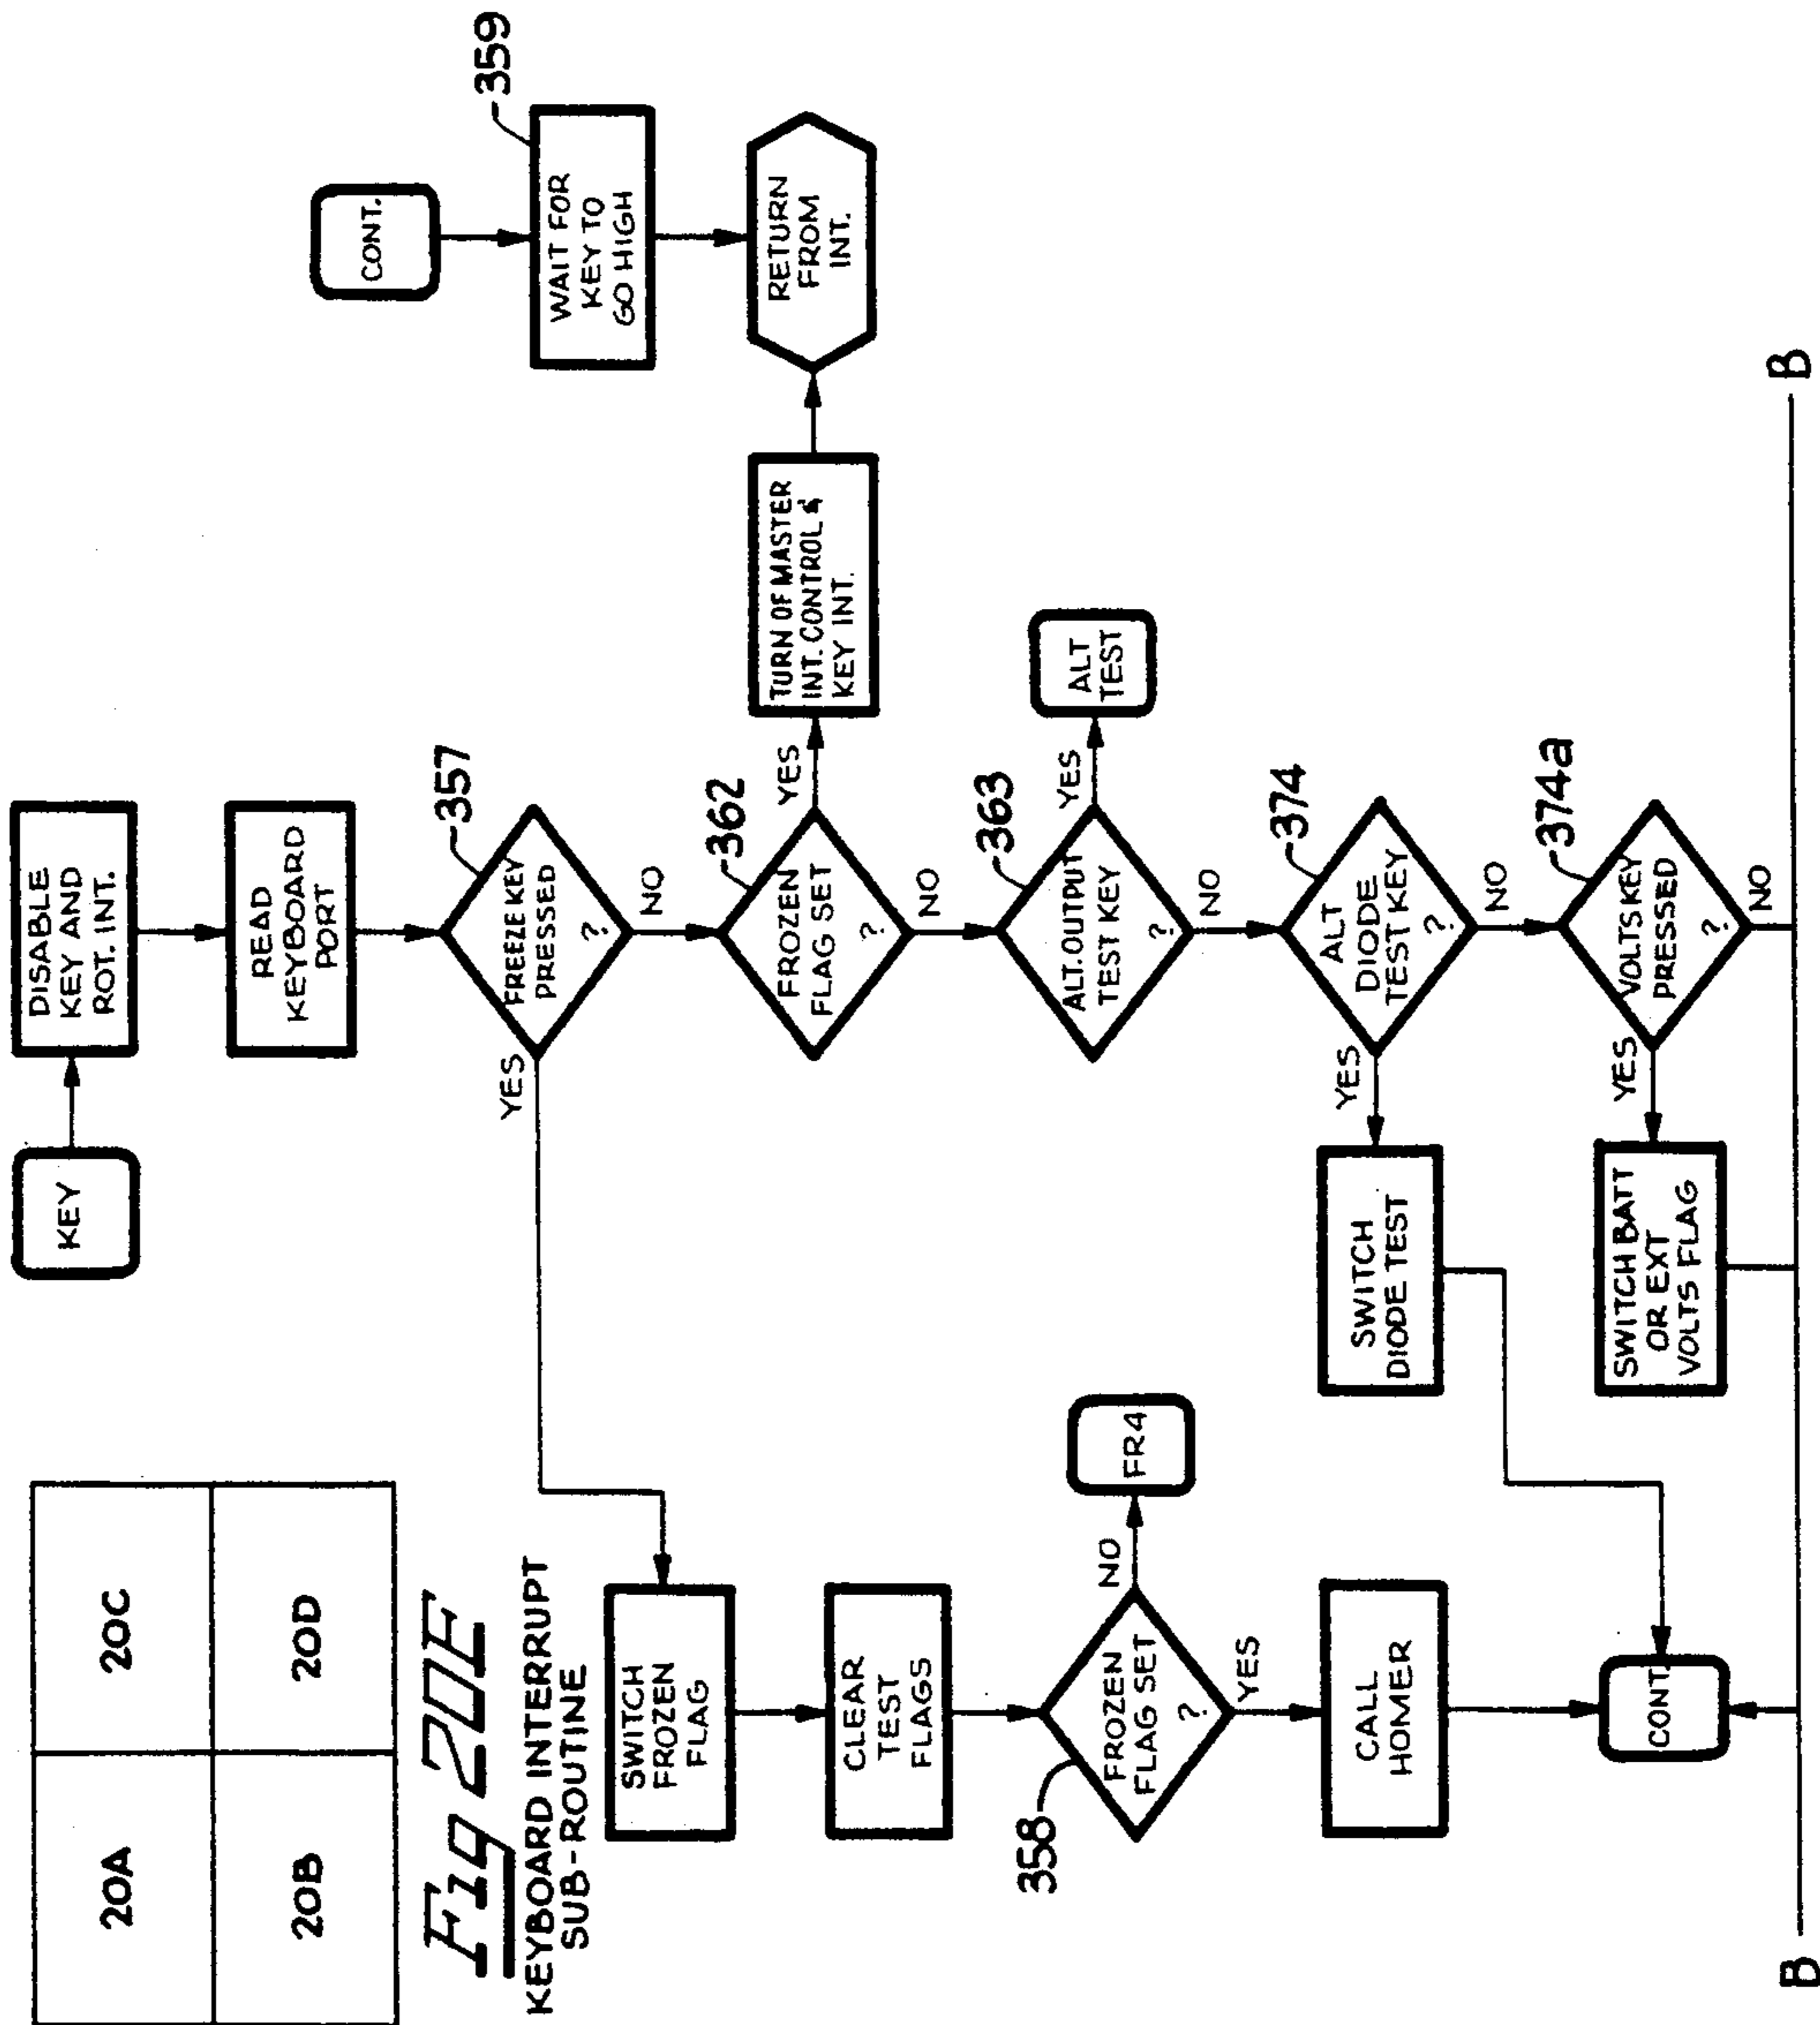 20A
20C
20B
20D
Fig 20E
KEYBOARD INTERRUPT
SUB-ROUTINE
KEY
DISABLE
KEY AND
ROT. INT.
READ
KEYBOARD
PORT
357
FREEZE KEY
PRESSED
?
YES
NO
SWITCH
FROZEN
FLAG
CLEAR
TEST
FLAGS
358
FROZEN
FLAG SET
?
NO
FR4
YES
CALL
HOMER
CONT.
362
FROZEN
FLAG SET
?
YES
NO
TURN OF MASTER
INT. CONTROL &
KEY INT.
CONT.
WAIT FOR
KEY TO
GO HIGH
359
RETURN
FROM
INT.
363
ALT. OUTPUT
TEST KEY
?
YES
ALT
TEST
NO
374
ALT
DIODE
TEST KEY
?
YES
SWITCH
DIODE TEST
NO
374a
VOLTS KEY
PRESSED
?
YES
SWITCH BATT
OR EXT
VOLTS FLAG
NO
B
B